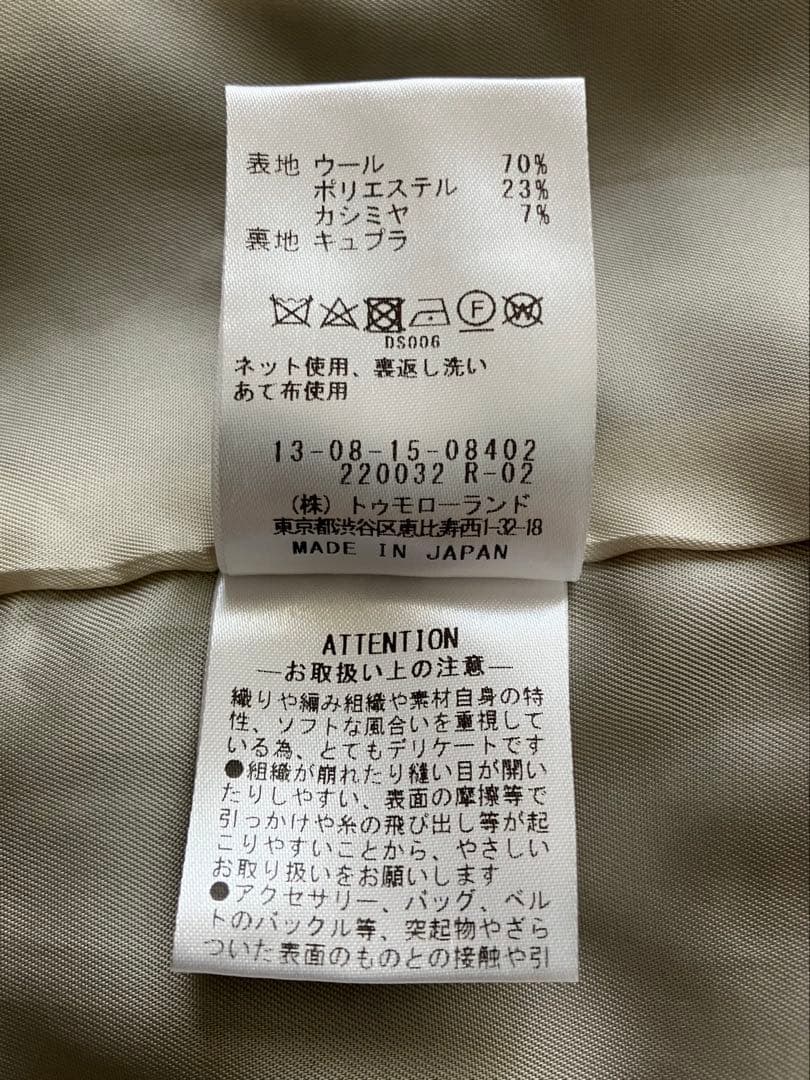 表地 ウール 70%
ポリエステル 23%
カシミヤ 7%
裏地 キュプラ
F W
DS006
ネット使用、裏返し洗い
あて布使用
13-08-15-08402
220032 R-02
(株) トゥモローランド
東京都渋谷区恵比寿西1-32-18
MADE IN JAPAN
ATTENTION
―お取扱い上の注意―
織りや編み組織や素材自身の特
性、ソフトな風合いを重視して
いる為、とてもデリケートです
●組織が崩れたり縫い目が開い
たりしやすい、表面の摩擦等で
引っかけや糸の飛び出し等が起
こりやすいことから、やさしい
お取り扱いをお願いします
●アクセサリー、バッグ、ベル
トのバックル等、突起物やざら
ついた表面のものとの接触や引